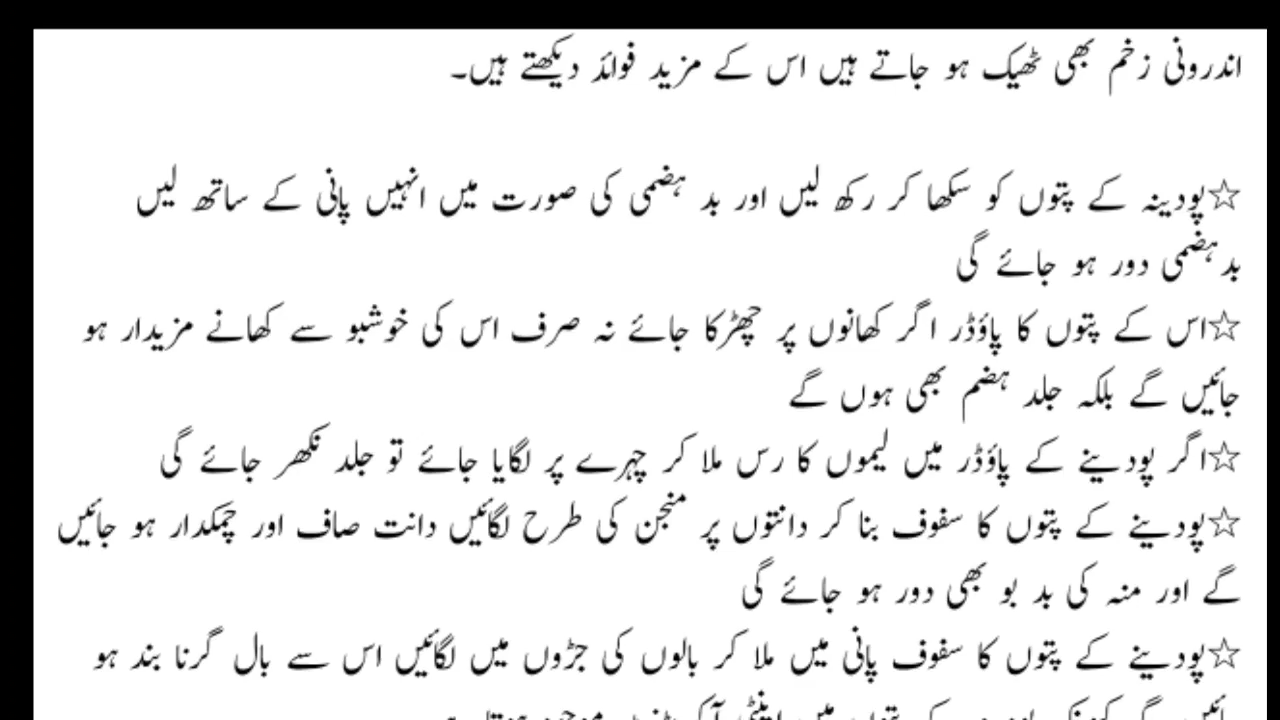 اندرونی زخم بھی ٹھیک ہو جاتے ہیں اس کے مزید فوائد دیکھتے ہیں۔
☆پودینہ کے پتوں کو سکھا کر رکھ لیں اور بد ہضمی کی صورت میں انہیں پانی کے ساتھ لیں
بدہضمی دور ہو جائے گی
☆اس کے پتوں کا پاؤڈر اگر کھانوں پر چھڑکا جائے نہ صرف اس کی خوشبو سے کھانے مزیدار ہو
جائیں گے بلکہ جلد ہضم بھی ہوں گے
☆اگر پودینے کے پاؤڈر میں لیموں کا رس ملا کر چہرے پر لگایا جائے تو جلد نکھر جائے گی
☆پودینے کے پتوں کا سفوف بنا کر دانتوں پر منجن کی طرح لگائیں دانت صاف اور چمکدار ہو جائیں
گے اور منہ کی بد بو بھی دور ہو جائے گی
☆پودینے کے پتوں کا سفوف پانی میں ملا کر بالوں کی جڑوں میں لگائیں اس سے بال گرنا بند ہو